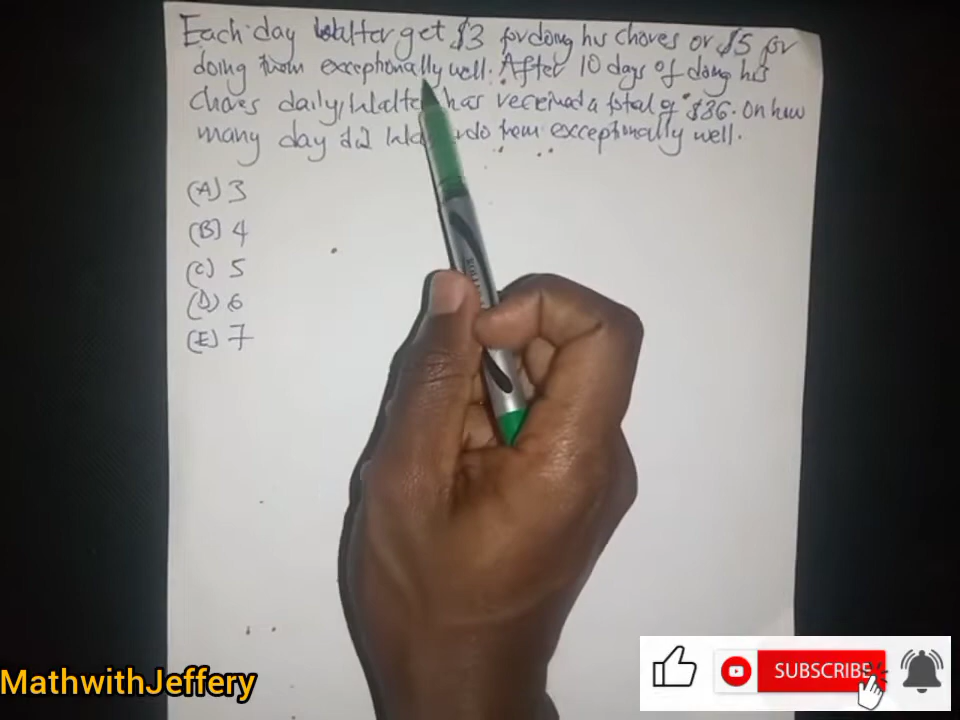 Each day Walter get $3 for doing his chores or $5 for
doing them exceptionally well. After 10 days of doing his
chores daily, Walter has received a total of $36. On how
many day did do them exceptionally well.
(A) 3
(B) 4
(C) 5
(D) 6
(E) 7
MathwithJeffery
SUBSCRIBE